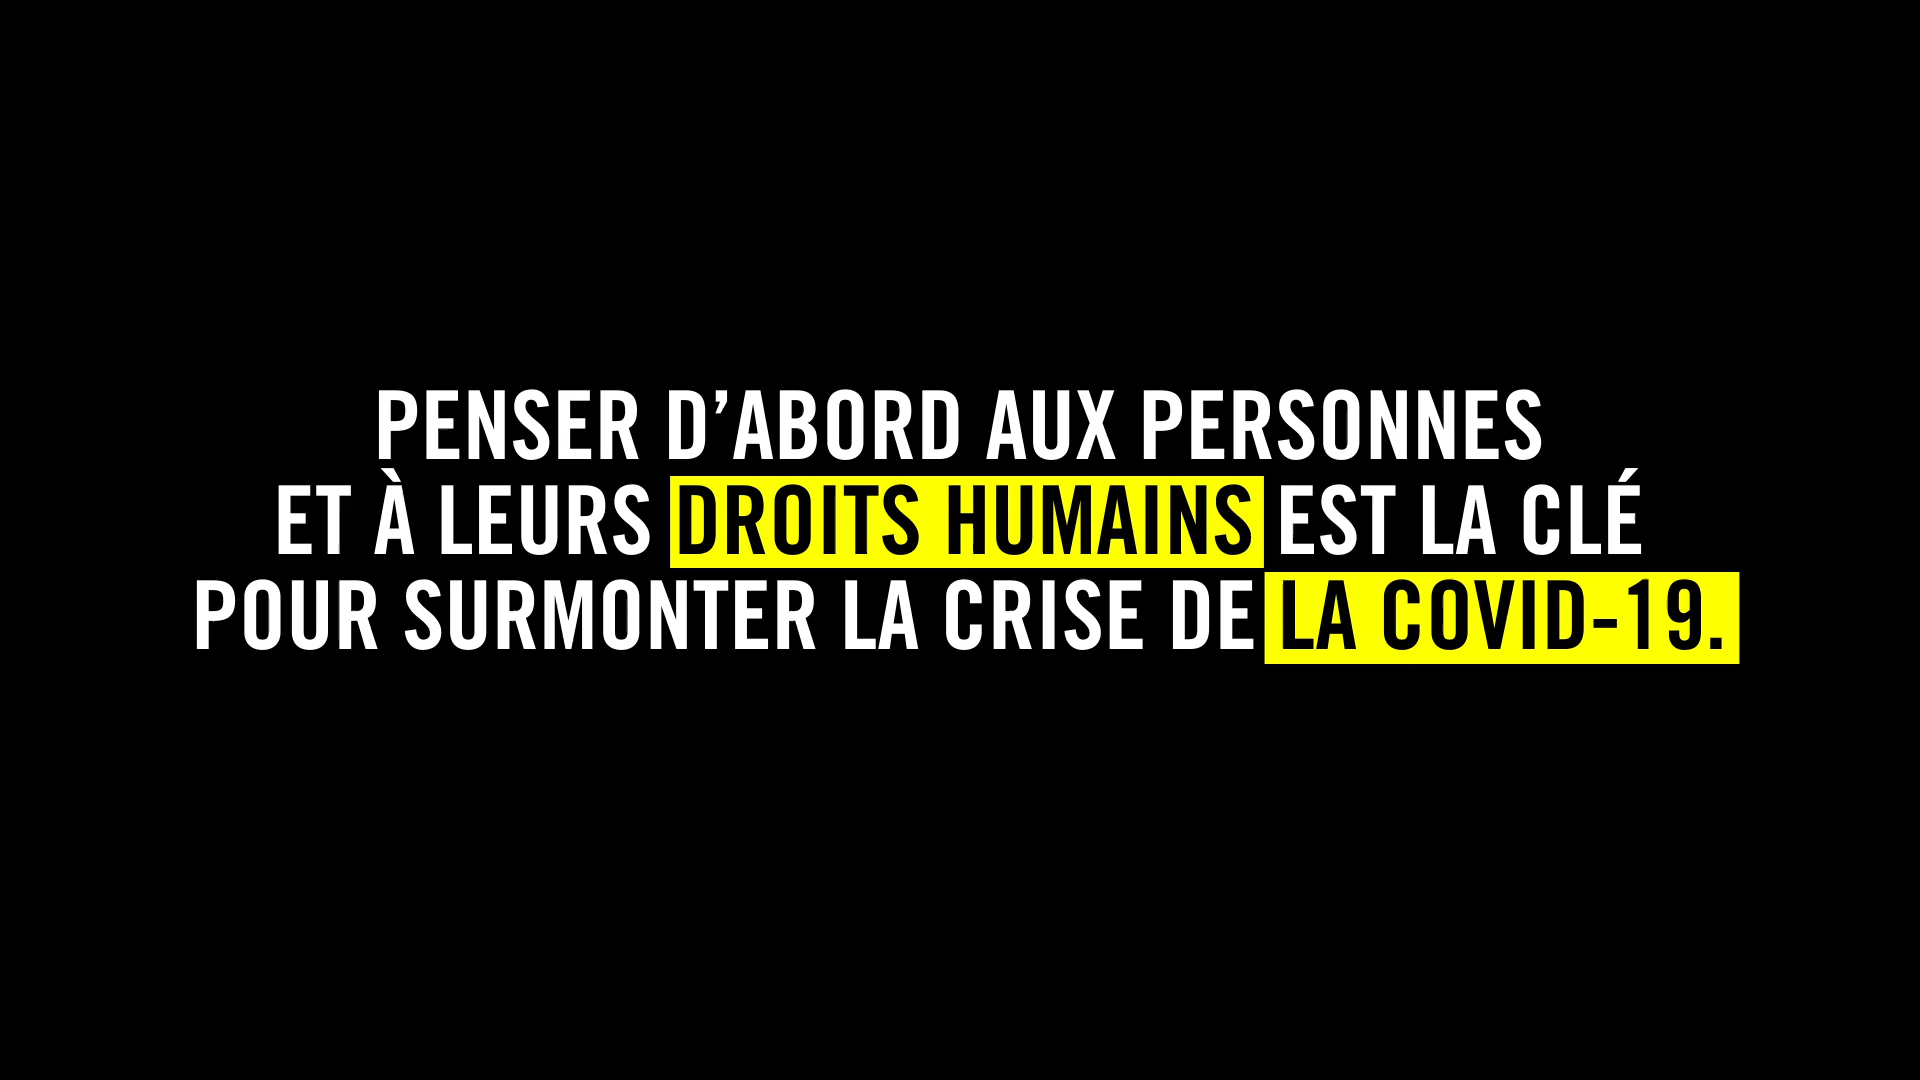 PENSER D’ABORD AUX PERSONNES
ET À LEURS DROITS HUMAINS EST LA CLÉ
POUR SURMONTER LA CRISE DE LA COVID-19.